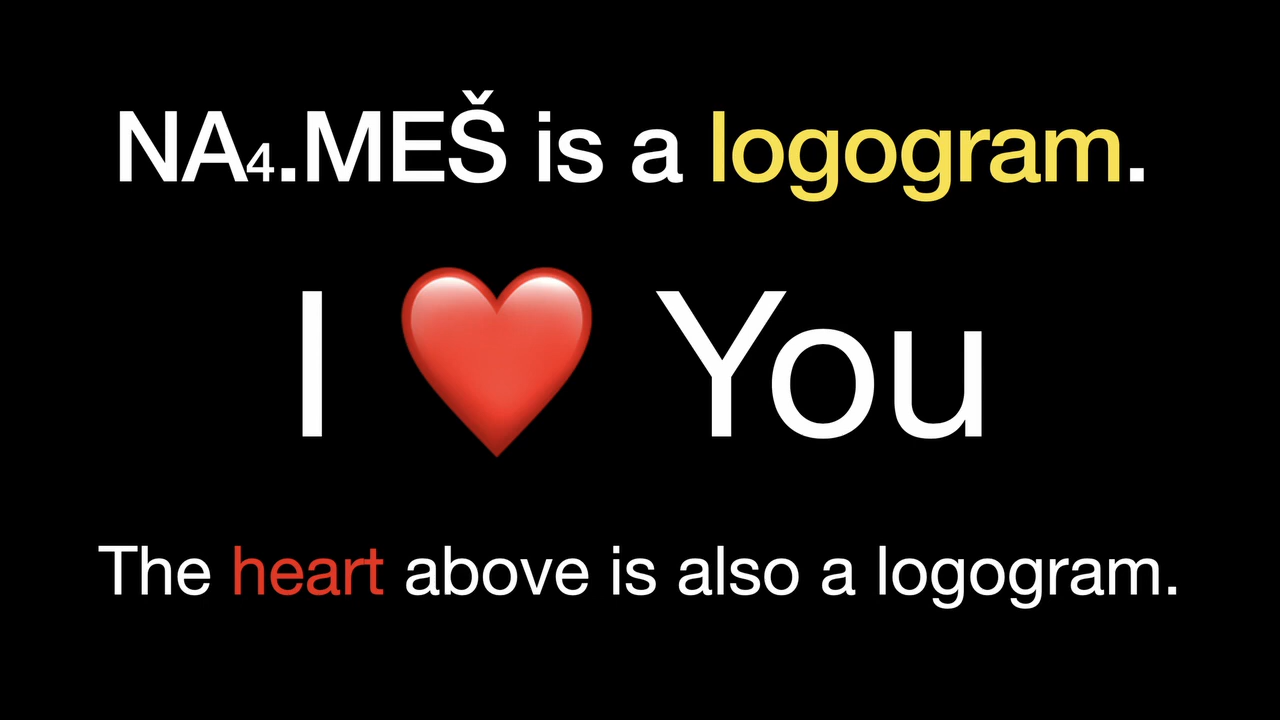 NA₄.MEŠ is a logogram.
I ❤️ You
The heart above is also a logogram.